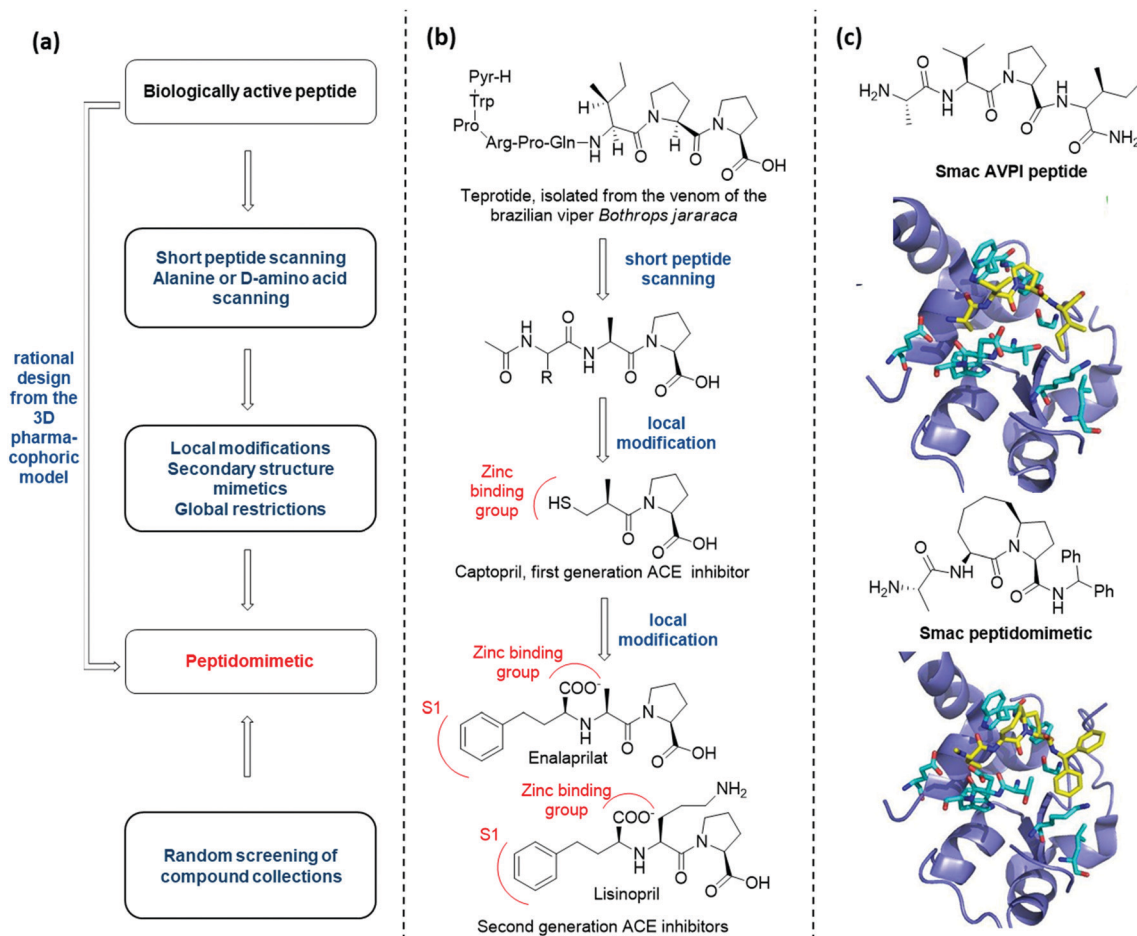 (a)
Biologically active peptide
Short peptide scanning
Alanine or D-amino acid
scanning
rational
design
from the
3D
pharma-
cophoric
model
Local modifications
Secondary structure
mimetics
Global restrictions
Peptidomimetic
Random screening of
compound collections
(b)
Pyr-H
Trp
Pro
Arg-Pro-Gln
N
H
H
H
O
N
O
H
N
O
OH
Teprotide, isolated from the venom of the
brazilian viper Bothrops jararaca
short peptide
scanning
O
H
N
R
O
N
H
O
N
O
OH
local
modification
Zinc
binding
group
HS
O
N
O
OH
Captopril, first generation ACE inhibitor
local
modification
Zinc binding
group
S1
COO-
N
H
O
N
O
OH
Enalaprilat
Zinc binding
group
S1
COO-
NH2
N
H
O
N
O
OH
Lisinopril
Second generation ACE inhibitors
(c)
H2N
O
N
H
O
N
O
H
N
O
NH2
Smac AVPI peptide
H2N
O
H
N
O
N
O
N
H
Ph
Ph
Smac peptidomimetic